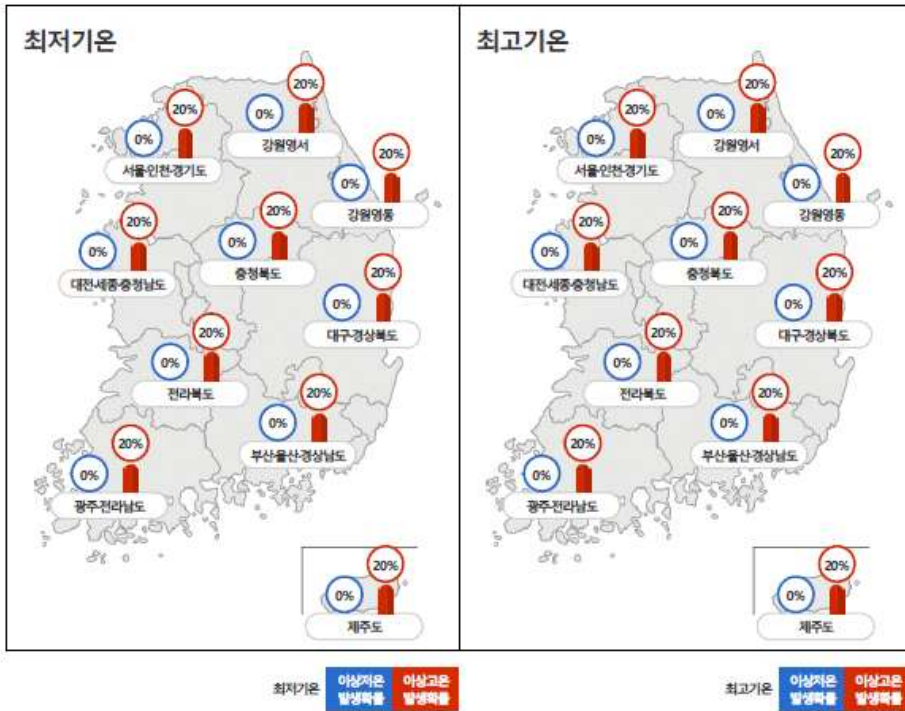 최저기온
20%
0%
강원영서
20%
0%
서울·인천·경기도
20%
0%
강원영동
20%
0%
충청북도
20%
0%
대전·세종·충청남도
20%
0%
대구·경상북도
20%
0%
전라북도
20%
0%
부산·울산·경상남도
20%
0%
광주·전라남도
20%
0%
제주도
최저기온
이상저온
발생확률
이상고온
발생확률
최고기온
20%
0%
강원영서
20%
0%
서울·인천·경기도
20%
0%
강원영동
20%
0%
충청북도
20%
0%
대전·세종·충청남도
20%
0%
대구·경상북도
20%
0%
전라북도
20%
0%
부산·울산·경상남도
20%
0%
광주·전라남도
20%
0%
제주도
최고기온
이상저온
발생확률
이상고온
발생확률